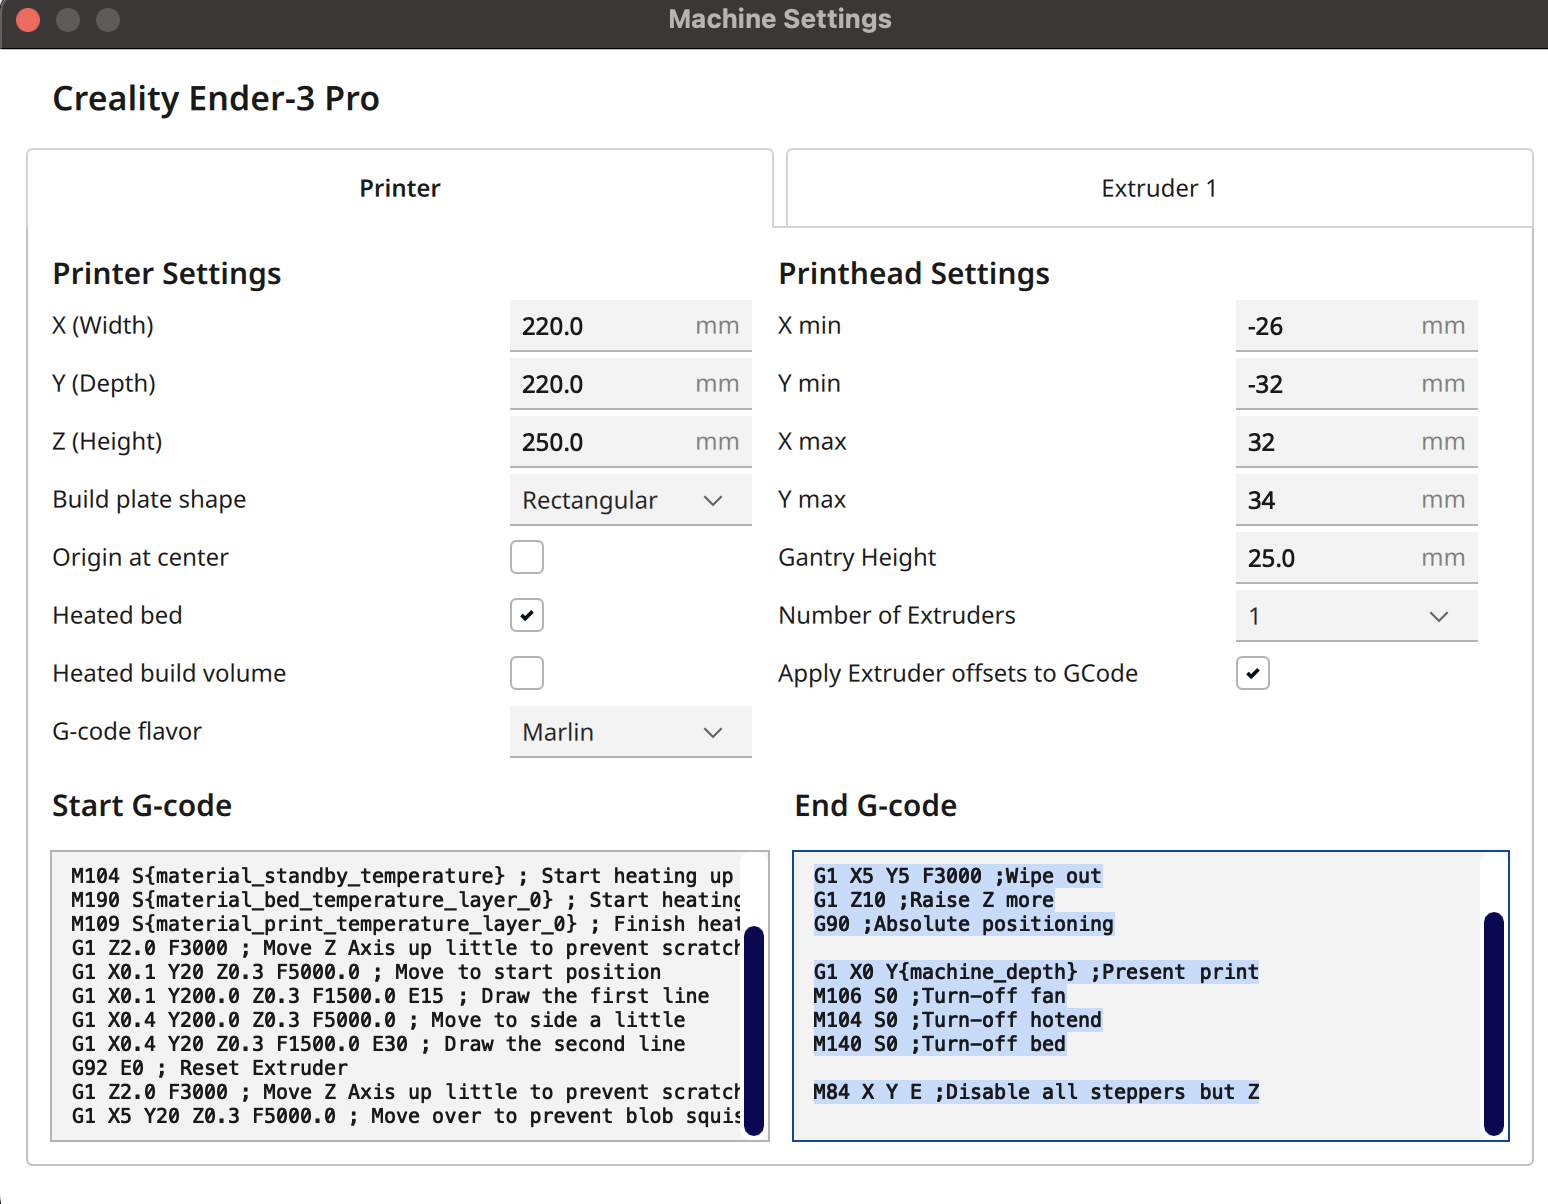 Machine Settings
Creality Ender-3 Pro
Printer
Extruder 1
Printer Settings
X (Width) 220.0 mm
Y (Depth) 220.0 mm
Z (Height) 250.0 mm
Build plate shape Rectangular
Origin at center
Heated bed
Heated build volume
G-code flavor Marlin
Printhead Settings
X min -26 mm
Y min -32 mm
X max 32 mm
Y max 34 mm
Gantry Height 25.0 mm
Number of Extruders 1
Apply Extruder offsets to GCode
Start G-code
M104 S{material_standby_temperature} ; Start heating up
M190 S{material_bed_temperature_layer_0} ; Start heating
M109 S{material_print_temperature_layer_0} ; Finish heat
G1 Z2.0 F3000 ; Move Z Axis up little to prevent scratch
G1 X0.1 Y20 Z0.3 F5000.0 ; Move to start position
G1 X0.1 Y200.0 Z0.3 F1500.0 E15 ; Draw the first line
G1 X0.4 Y200.0 Z0.3 F5000.0 ; Move to side a little
G1 X0.4 Y20 Z0.3 F1500.0 E30 ; Draw the second line
G92 E0 ; Reset Extruder
G1 Z2.0 F3000 ; Move Z Axis up little to prevent scratch
G1 X5 Y20 Z0.3 F5000.0 ; Move over to prevent blob squis
End G-code
G1 X5 Y5 F3000 ;Wipe out
G1 Z10 ;Raise Z more
G90 ;Absolute positioning
G1 X0 Y{machine_depth} ;Present print
M106 S0 ;Turn-off fan
M104 S0 ;Turn-off hotend
M140 S0 ;Turn-off bed
M84 X Y E ;Disable all steppers but Z